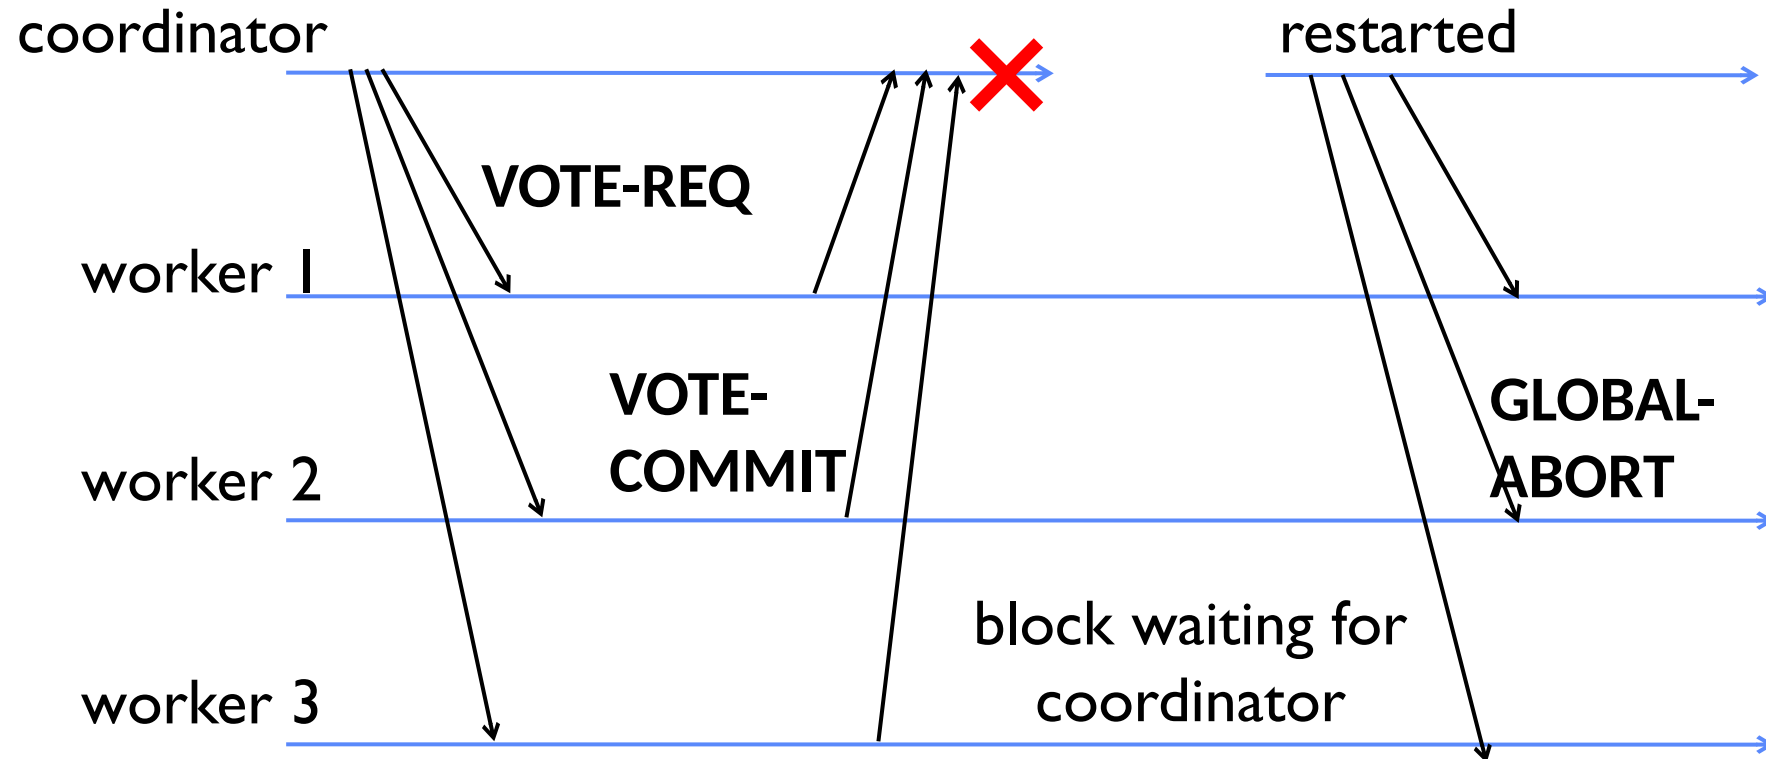 coordinator
restarted
VOTE-REQ
worker 1
VOTE-
COMMIT
GLOBAL-
ABORT
worker 2
block waiting for
coordinator
worker 3